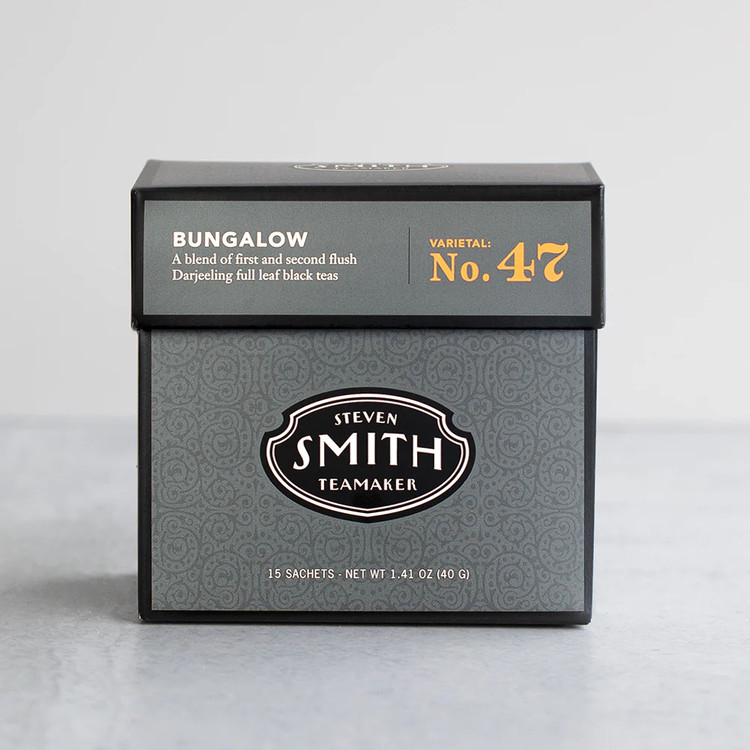 BUNGALOW
A blend of first and second flush
Darjeeling full leaf black teas
VARIETAL:
No. 47
STEVEN
SMITH
TEAMAKER
15 SACHETS - NET WT 1.41 OZ (40 G)